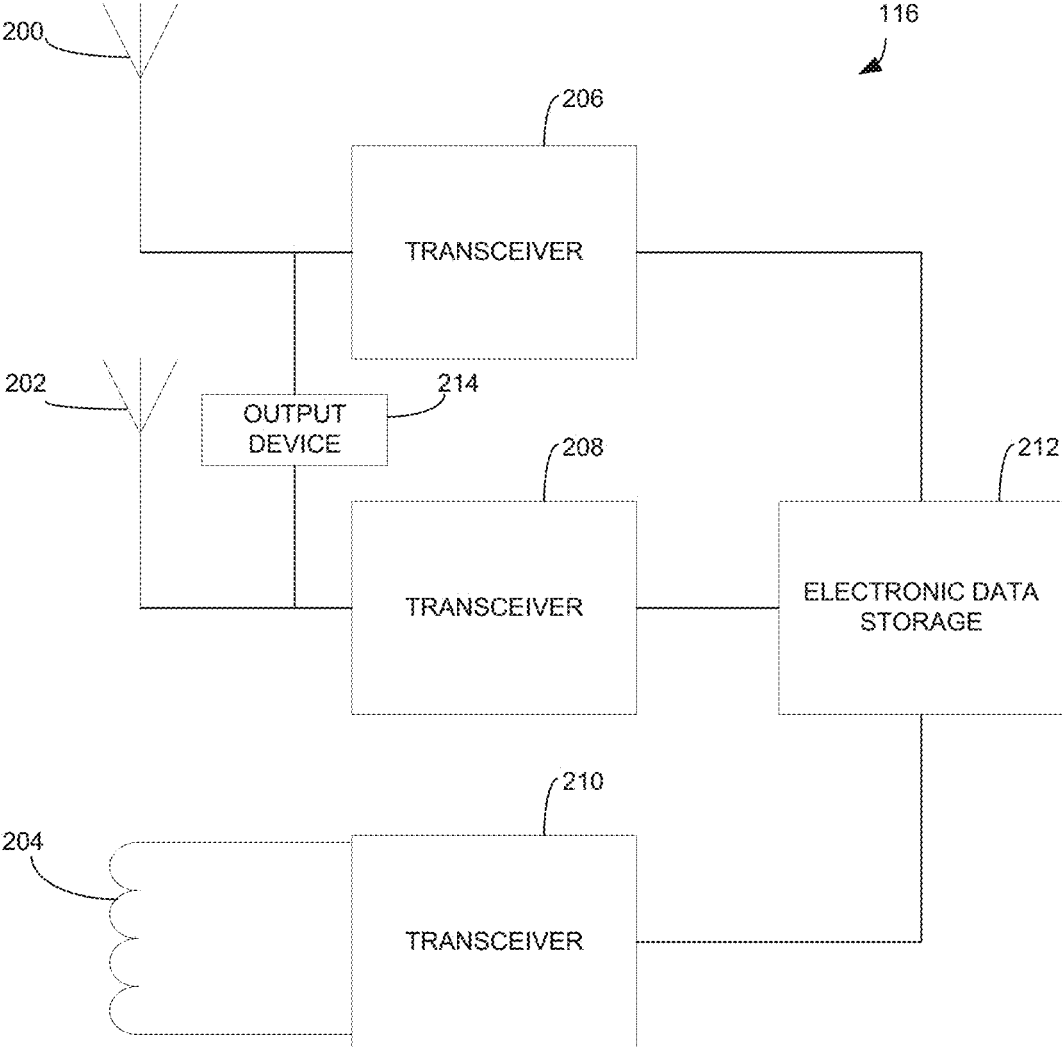 200
116
206
TRANSCEIVER
202
214
OUTPUT
DEVICE
208
212
TRANSCEIVER
ELECTRONIC DATA
STORAGE
210
204
TRANSCEIVER